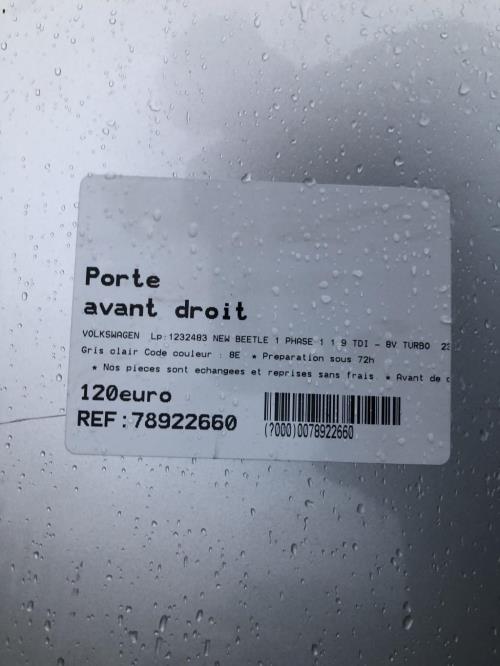 Porte
avant droit
VOLKSWAGEN Lp:1232483 NEW BEETLE 1 PHASE 1 1 9 TDI - 8V TURBO 23
Gris clair Code couleur : 8E * Preparation sous 72h
* Nos pieces sont echangees et reprises sans frais * Avant de
120euro
REF:78922660
(7000)0078922660